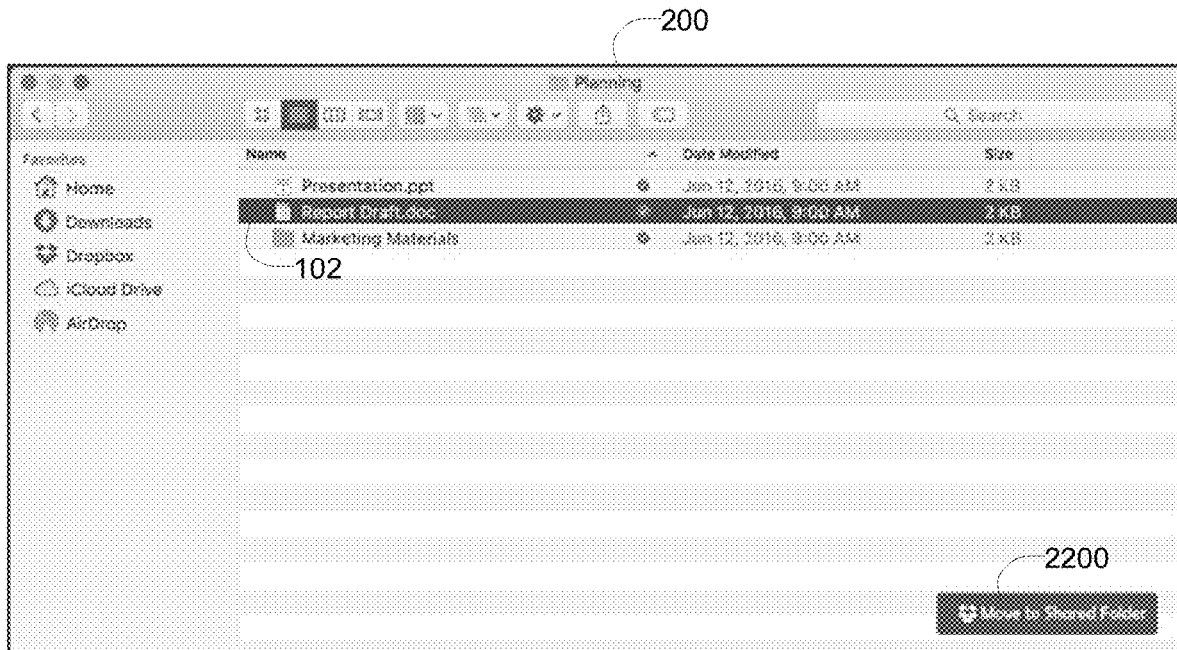 200
Planning
Search
Favorites
Name Date Modified Size
Home
Presentation.ppt Jun 12, 2016, 9:00 AM 2 KB
Downloads
Report Draft.doc Jun 12, 2016, 9:00 AM 2 KB
Marketing Materials Jun 12, 2016, 9:00 AM 2 KB
Dropbox
102
iCloud Drive
AirDrop
2200
Move to Shared Folder